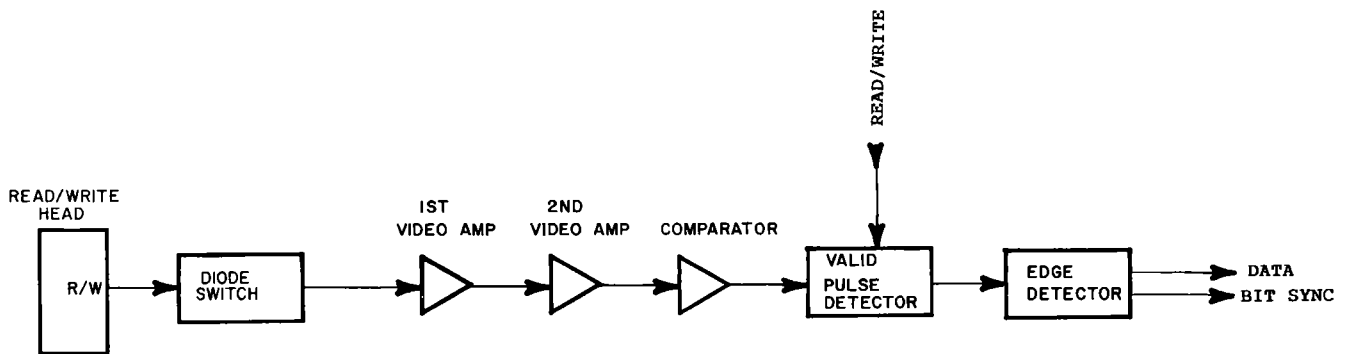 READ/WRITE
READ/WRITE
HEAD
R/W
DIODE
SWITCH
1ST
VIDEO AMP
2ND
VIDEO AMP
COMPARATOR
VALID
PULSE
DETECTOR
EDGE
DETECTOR
DATA
BIT SYNC